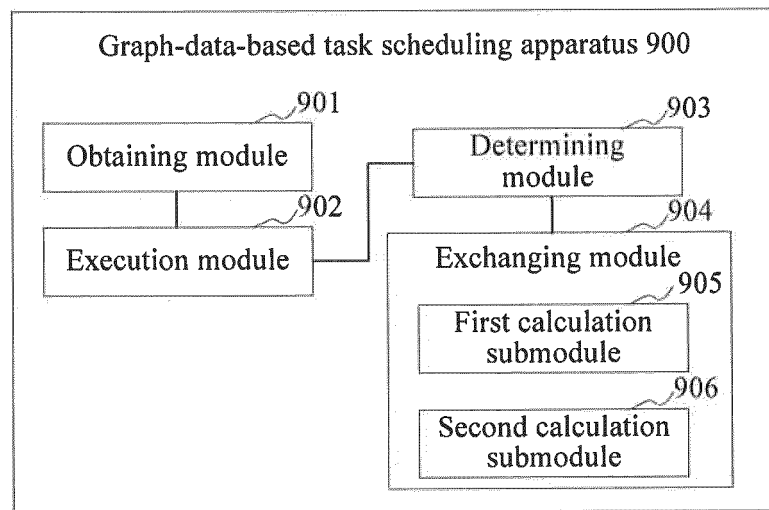 Graph-data-based task scheduling apparatus 900
901
Obtaining module
902
Execution module
903
Determining
module
904
Exchanging module
905
First calculation
submodule
906
Second calculation
submodule